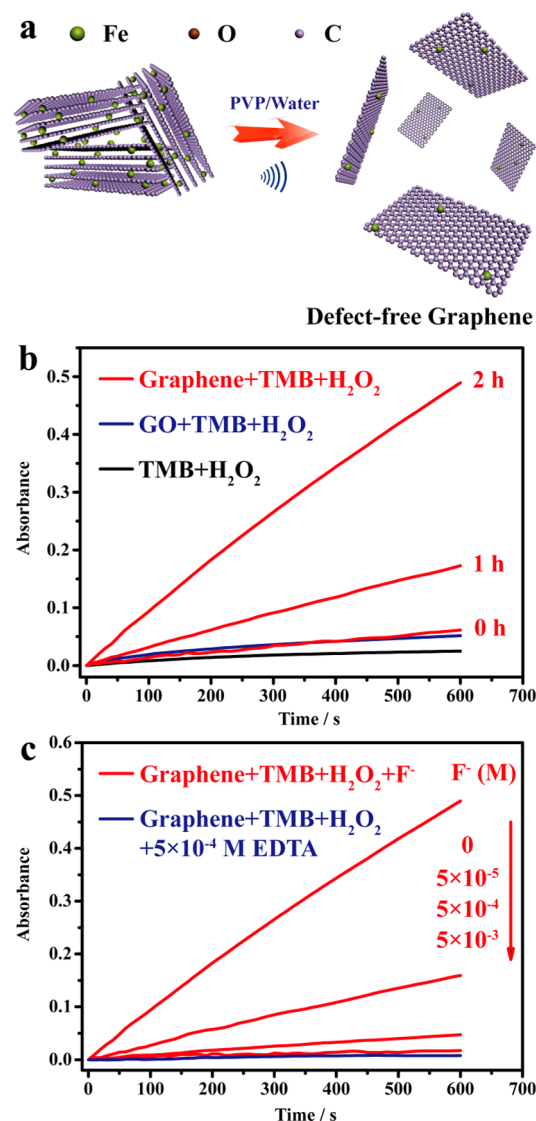 a
Fe
O
C
PVP/Water
Defect-free Graphene
b
Graphene+TMB+H₂O₂
GO+TMB+H₂O₂
TMB+H₂O₂
2 h
1 h
0 h
0.5
0.4
0.3
0.2
0.1
0.0
Absorbance
0 100 200 300 400 500 600 700
Time / s
c
Graphene+TMB+H₂O₂+F⁻
Graphene+TMB+H₂O₂
+5×10⁻⁴ M EDTA
F⁻ (M)
0
5×10⁻⁵
5×10⁻⁴
5×10⁻³
0.6
0.5
0.4
0.3
0.2
0.1
0.0
Absorbance
0 100 200 300 400 500 600 700
Time / s